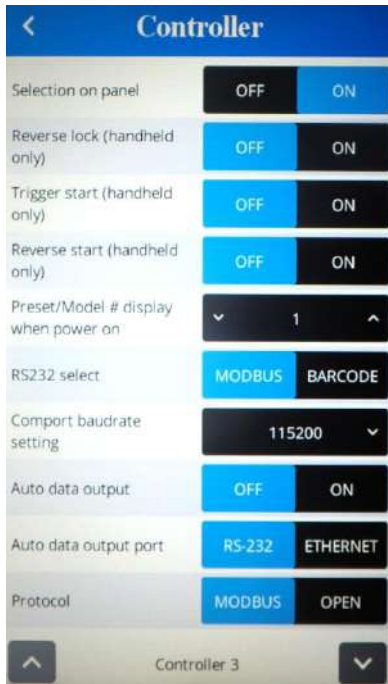 Controller
Selection on panel OFF ON
Reverse lock (handheld
only) OFF ON
Trigger start (handheld
only) OFF ON
Reverse start (handheld
only) OFF ON
Preset/Model # display
when power on 1
RS232 select MODBUS BARCODE
Comport baudrate
setting 115200
Auto data output OFF ON
Auto data output port RS-232 ETHERNET
Protocol MODBUS OPEN
Controller 3